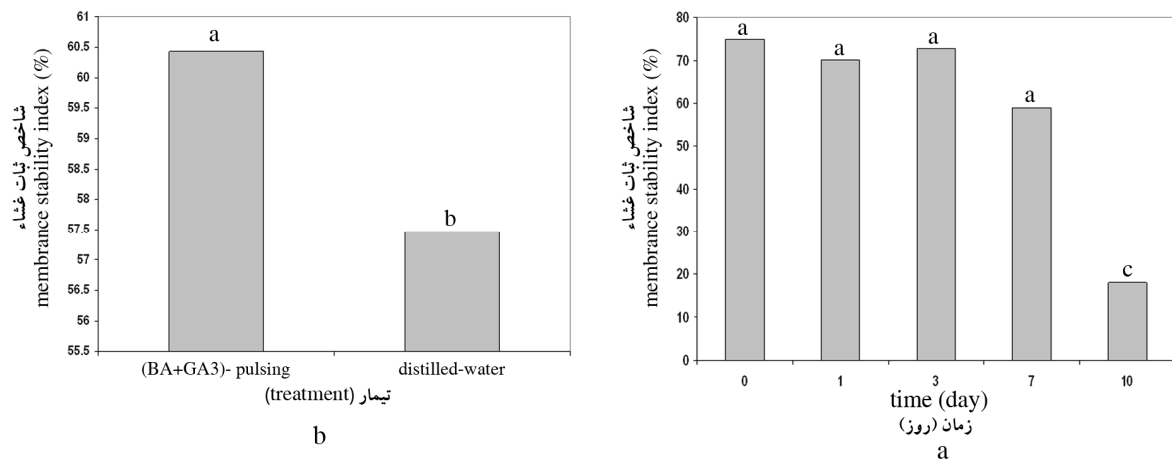 61
60.5
60
59.5
59
58.5
58
57.5
57
56.5
56
55.5
شاخص ثبات غشاء
membrance stability index (%)
a
b
(BA+GA3)- pulsing
distilled-water
تیمار (treatment)
b
80
70
60
50
40
30
20
10
0
شاخص ثبات غشاء
membrance stability index (%)
a
a
a
a
c
0 1 3 7 10
time (day)
زمان (روز)
a